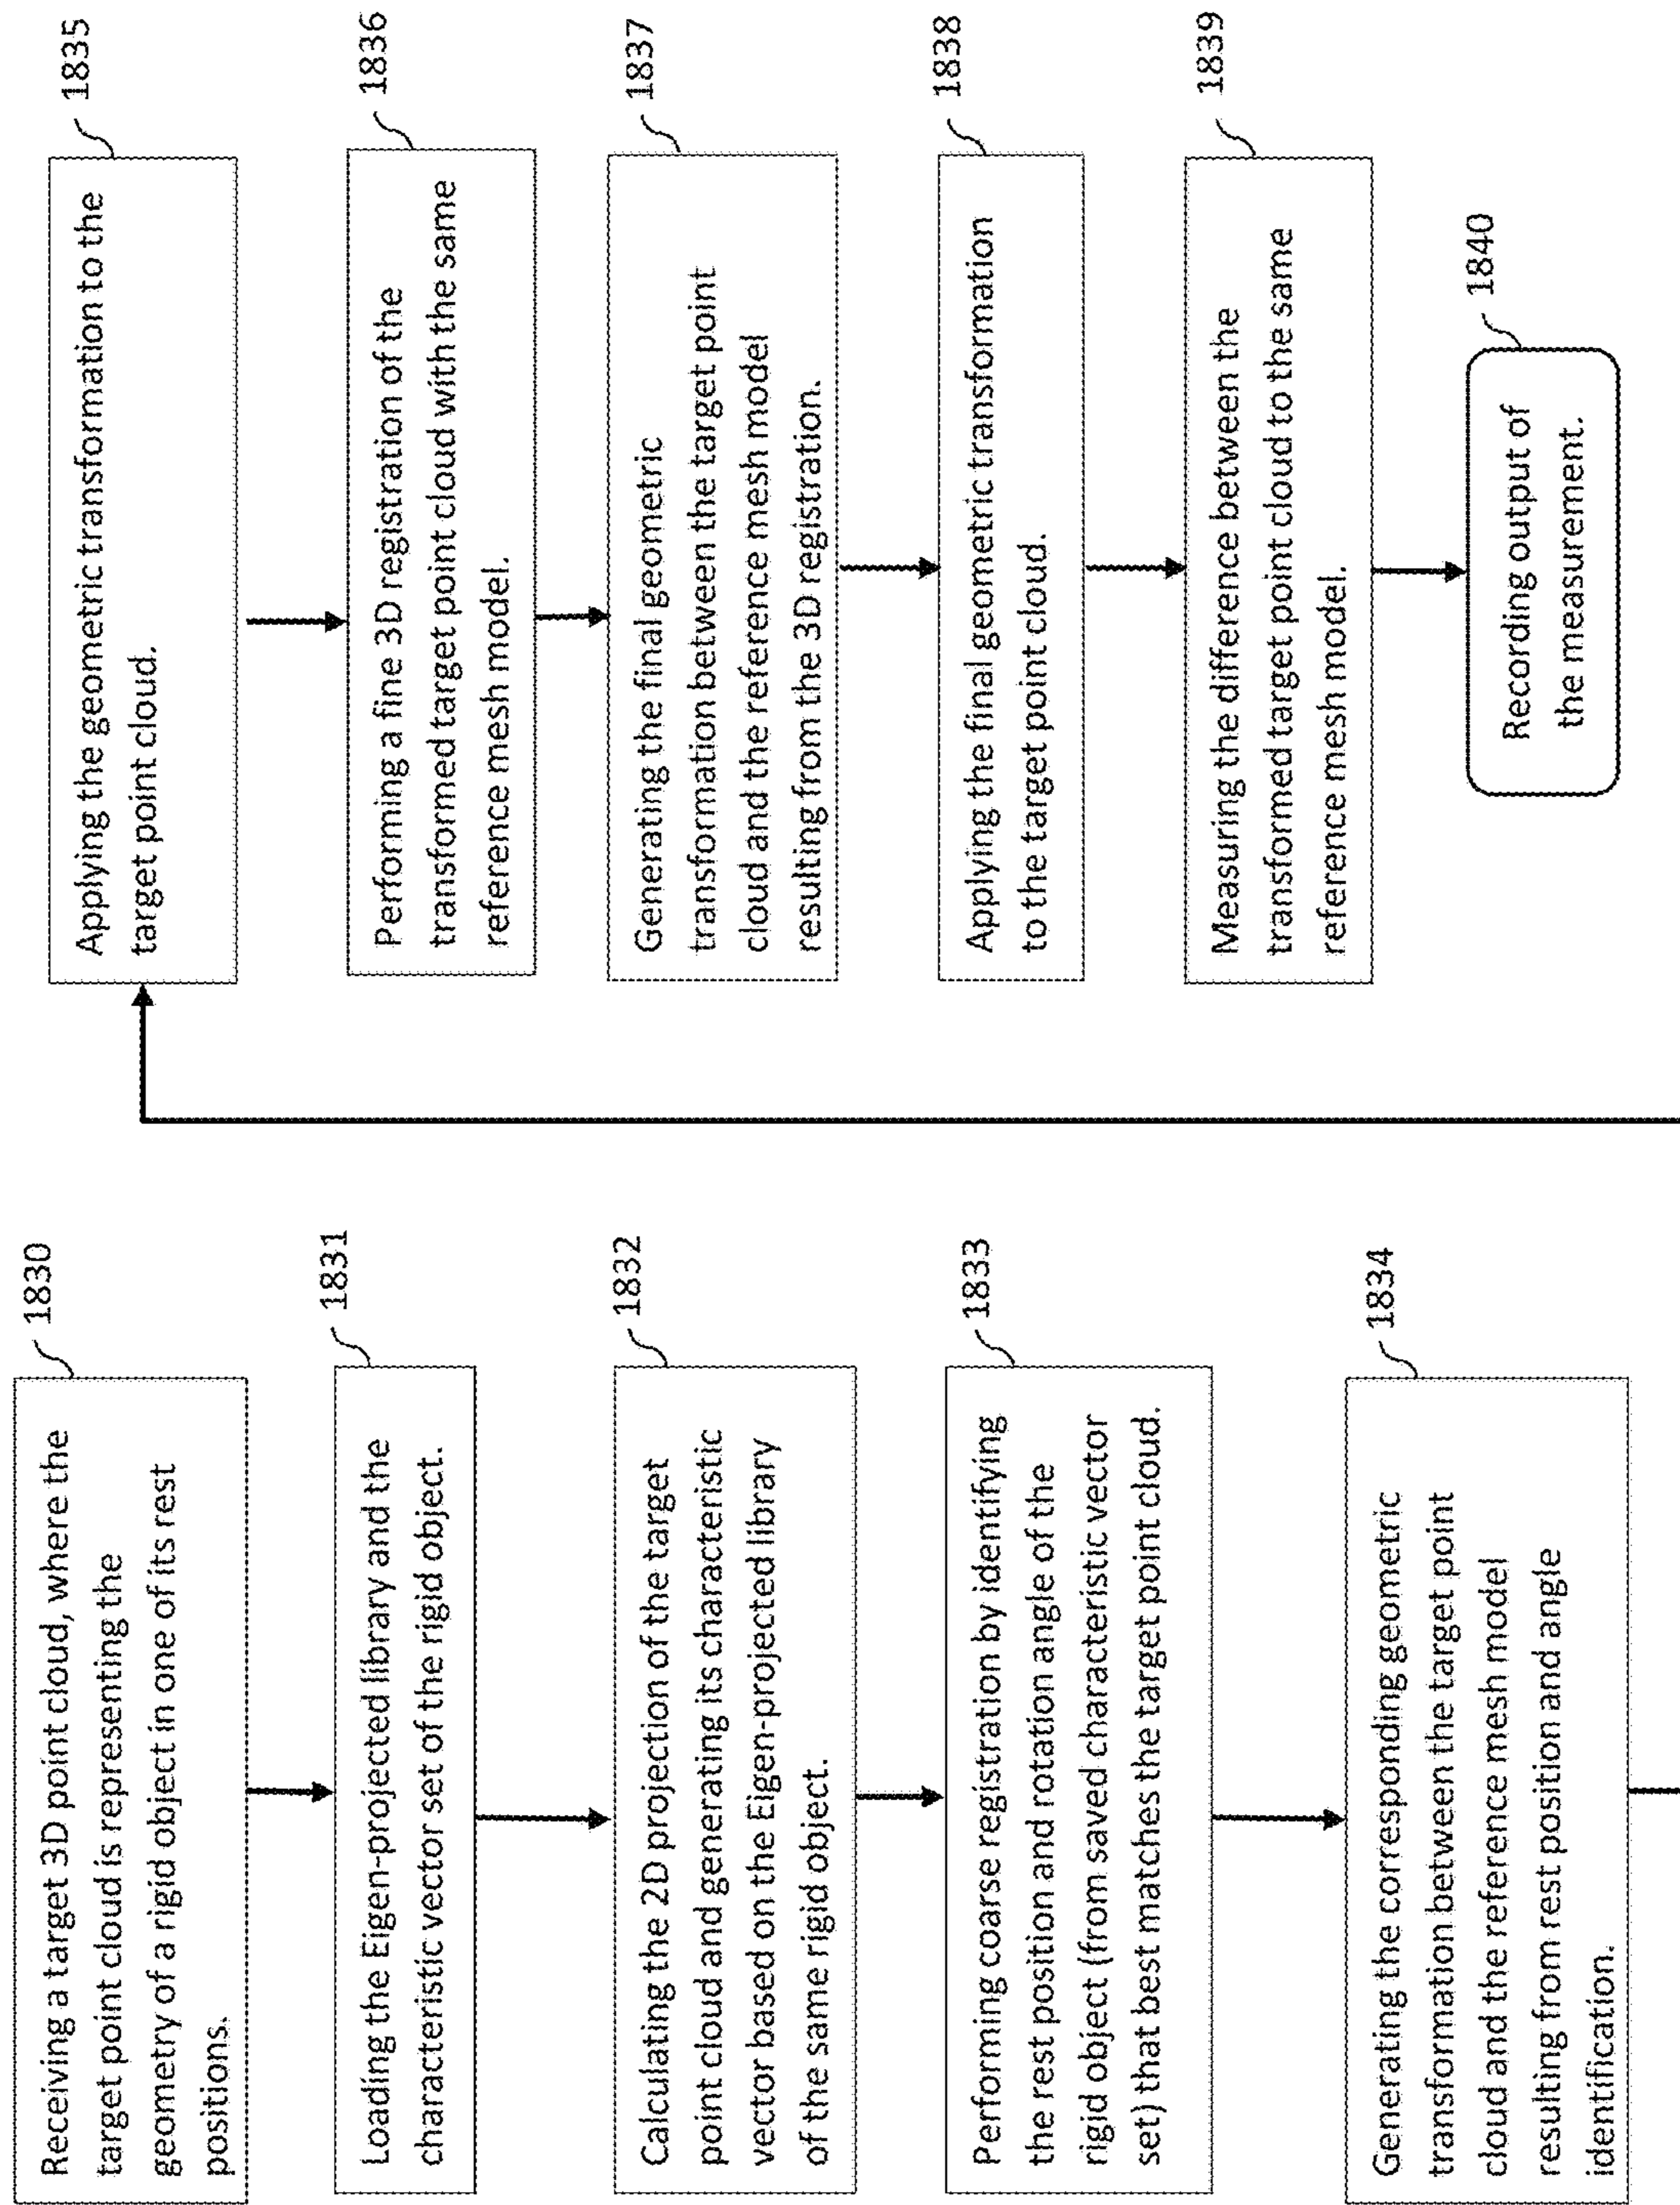 1830
Receiving a target 3D point cloud, where the
target point cloud is representing the
geometry of a rigid object in one of its rest
positions.
1831
Loading the Eigen-projected library and the
characteristic vector set of the rigid object.
1832
Calculating the 2D projection of the target
point cloud and generating its characteristic
vector based on the Eigen-projected library
of the same rigid object.
1833
Performing coarse registration by identifying
the rest position and rotation angle of the
rigid object (from saved characteristic vector
set) that best matches the target point cloud.
1834
Generating the corresponding geometric
transformation between the target point
cloud and the reference mesh model
resulting from rest position and angle
identification.
1835
Applying the geometric transformation to the
target point cloud.
1836
Performing a fine 3D registration of the
transformed target point cloud with the same
reference mesh model.
1837
Generating the final geometric
transformation between the target point
cloud and the reference mesh model
resulting from the 3D registration.
1838
Applying the final geometric transformation
to the target point cloud.
1839
Measuring the difference between the
transformed target point cloud to the same
reference mesh model.
1840
Recording output of
the measurement.